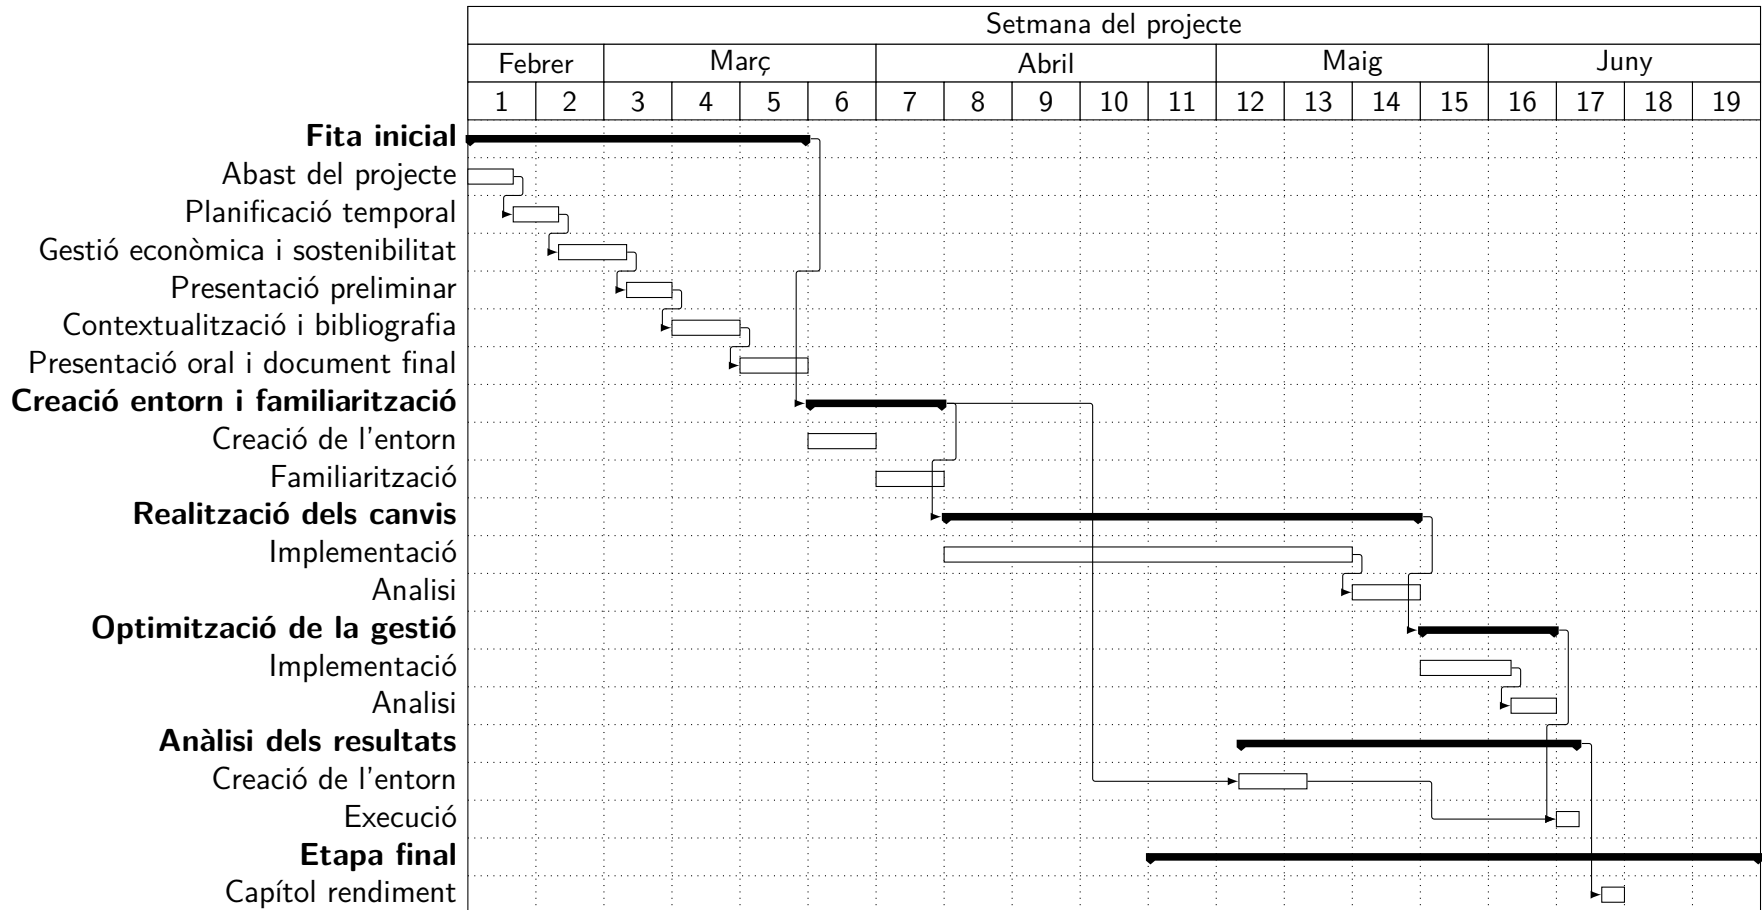 Setmana del projecte
Febrer Març Abril Maig Juny
1 2 3 4 5 6 7 8 9 10 11 12 13 14 15 16 17 18 19
Fita inicial
Abast del projecte
Planificació temporal
Gestió econòmica i sostenibilitat
Presentació preliminar
Contextualització i bibliografia
Presentació oral i document final
Creació entorn i familiarització
Creació de l'entorn
Familiarització
Realització dels canvis
Implementació
Analisi
Optimització de la gestió
Implementació
Analisi
Anàlisi dels resultats
Creació de l'entorn
Execució
Etapa final
Capítol rendiment